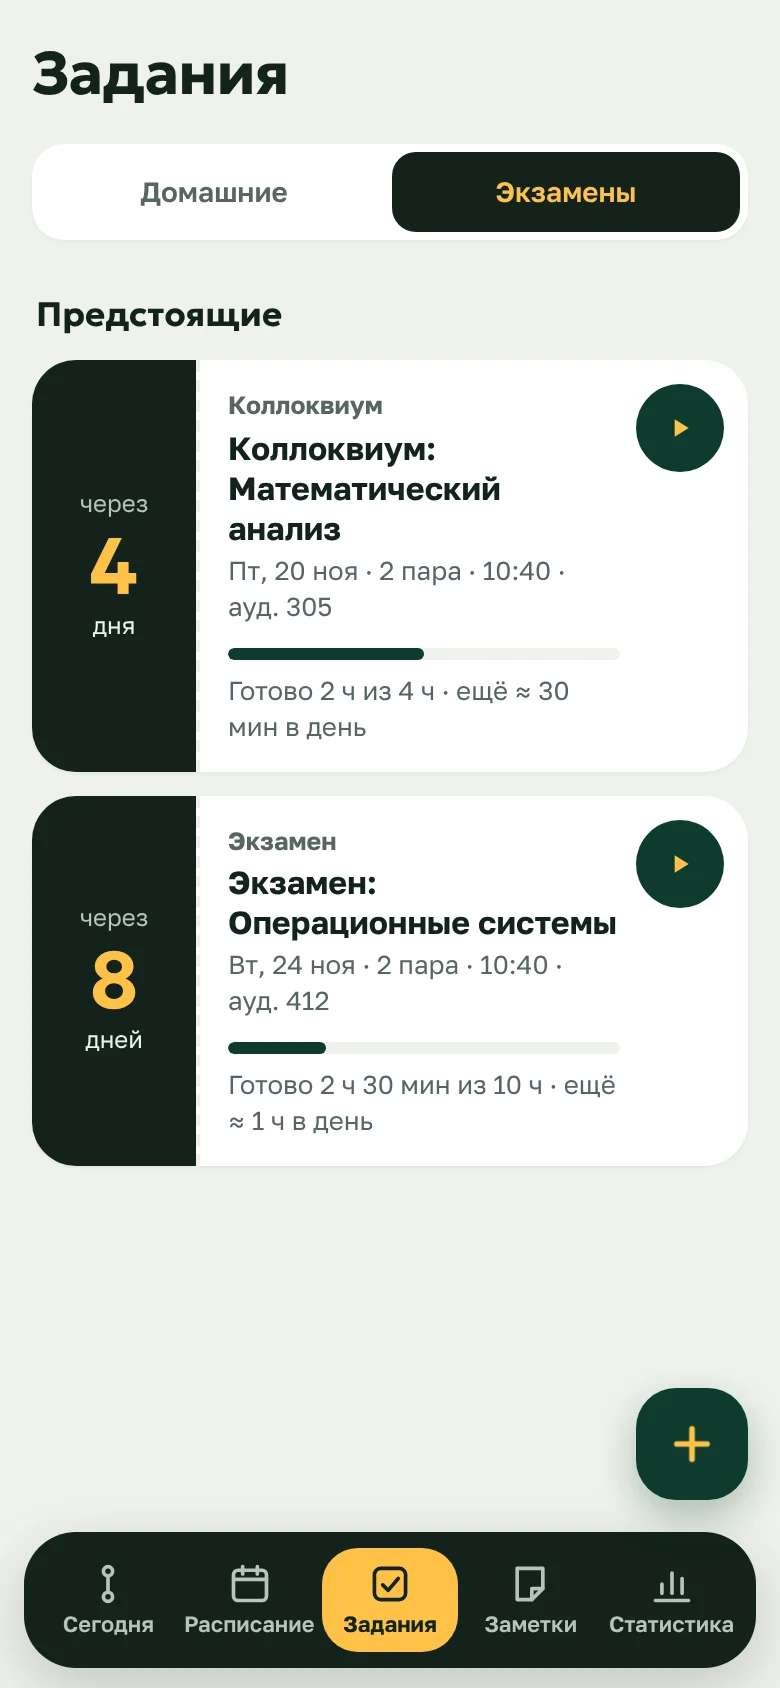 Задания
Домашние
Экзамены
Предстоящие
через
4
дня
Коллоквиум
Коллоквиум:
Математический
анализ
Пт, 20 ноя · 2 пара · 10:40 ·
ауд. 305
Готово 2 ч из 4 ч · ещё ≈ 30
мин в день
через
8
дней
Экзамен
Экзамен:
Операционные системы
Вт, 24 ноя · 2 пара · 10:40 ·
ауд. 412
Готово 2 ч 30 мин из 10 ч · ещё
≈ 1 ч в день
Сегодня
Расписание
Задания
Заметки
Статистика